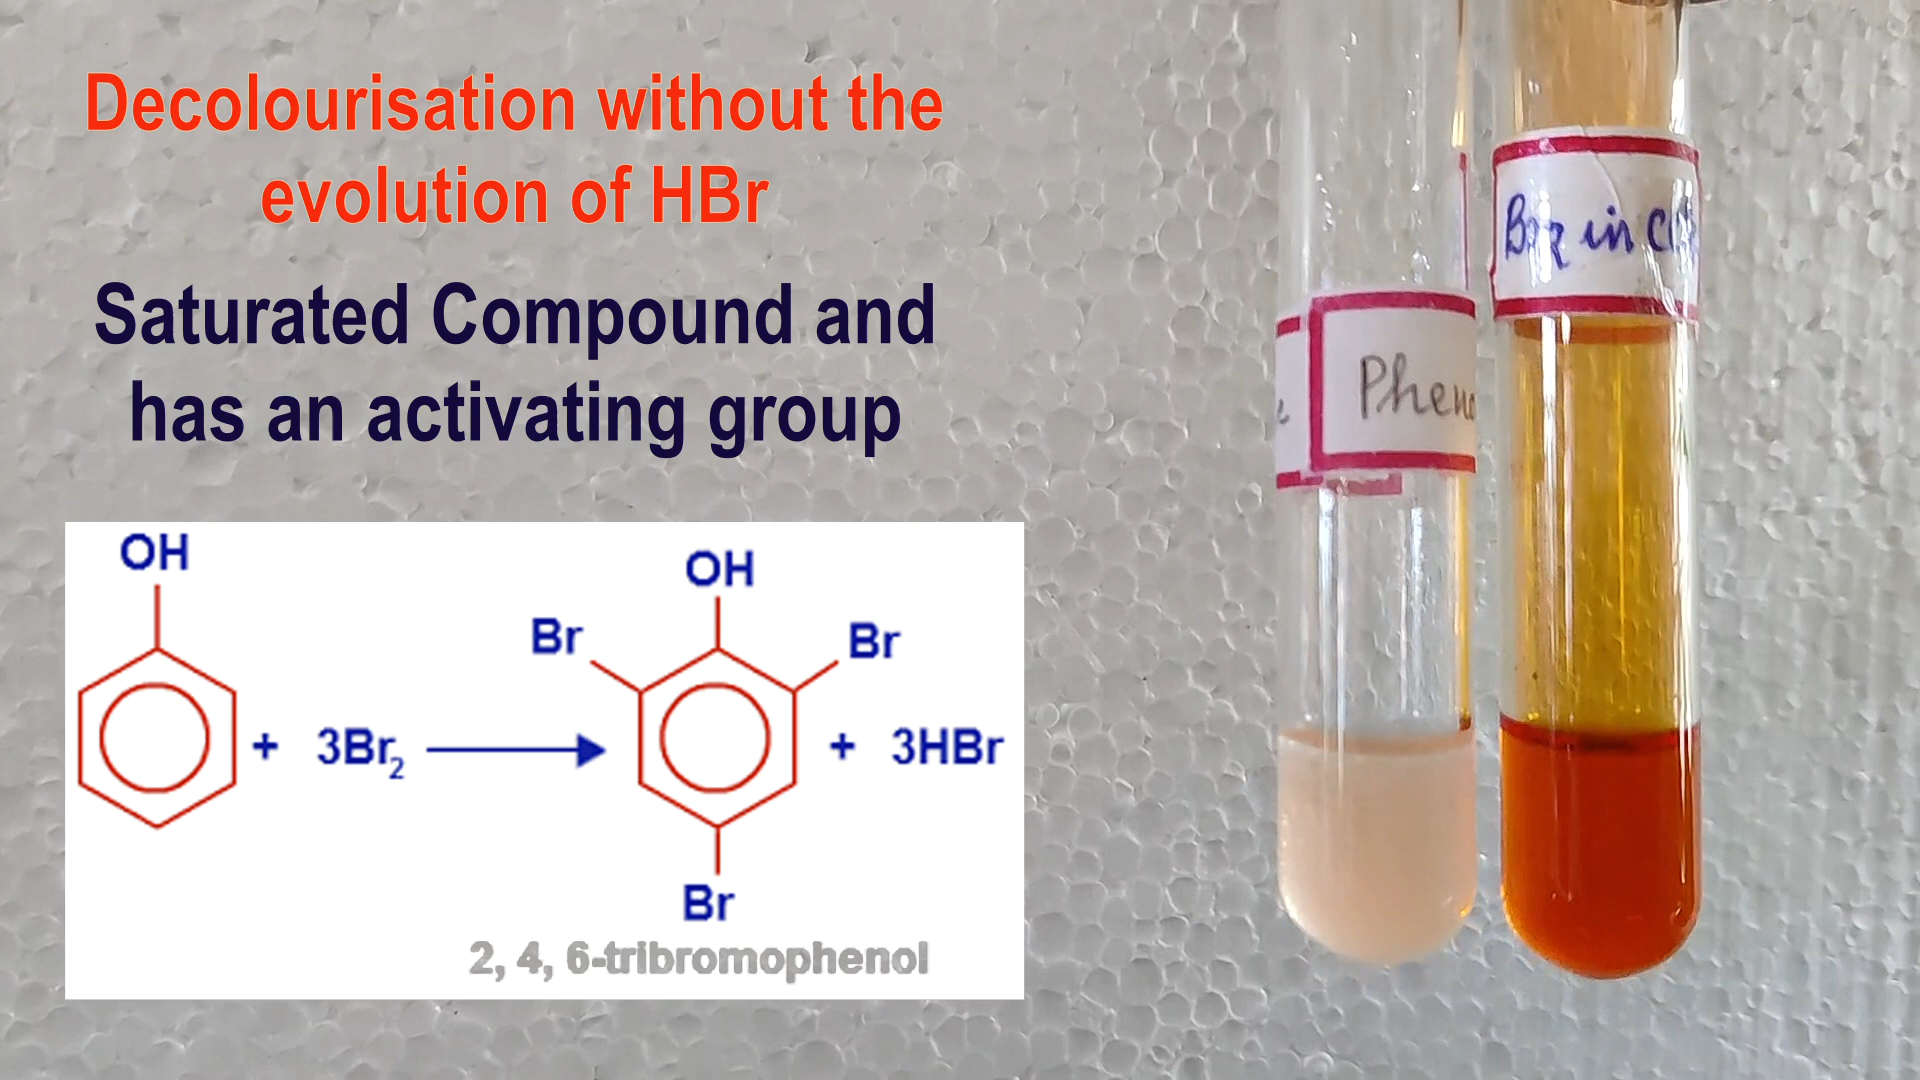 Decolourisation without the
evolution of HBr
Saturated Compound and
has an activating group
OH
+ 3Br2
OH
Br
Br
Br
+ 3HBr
2, 4, 6-tribromophenol
Br2 in